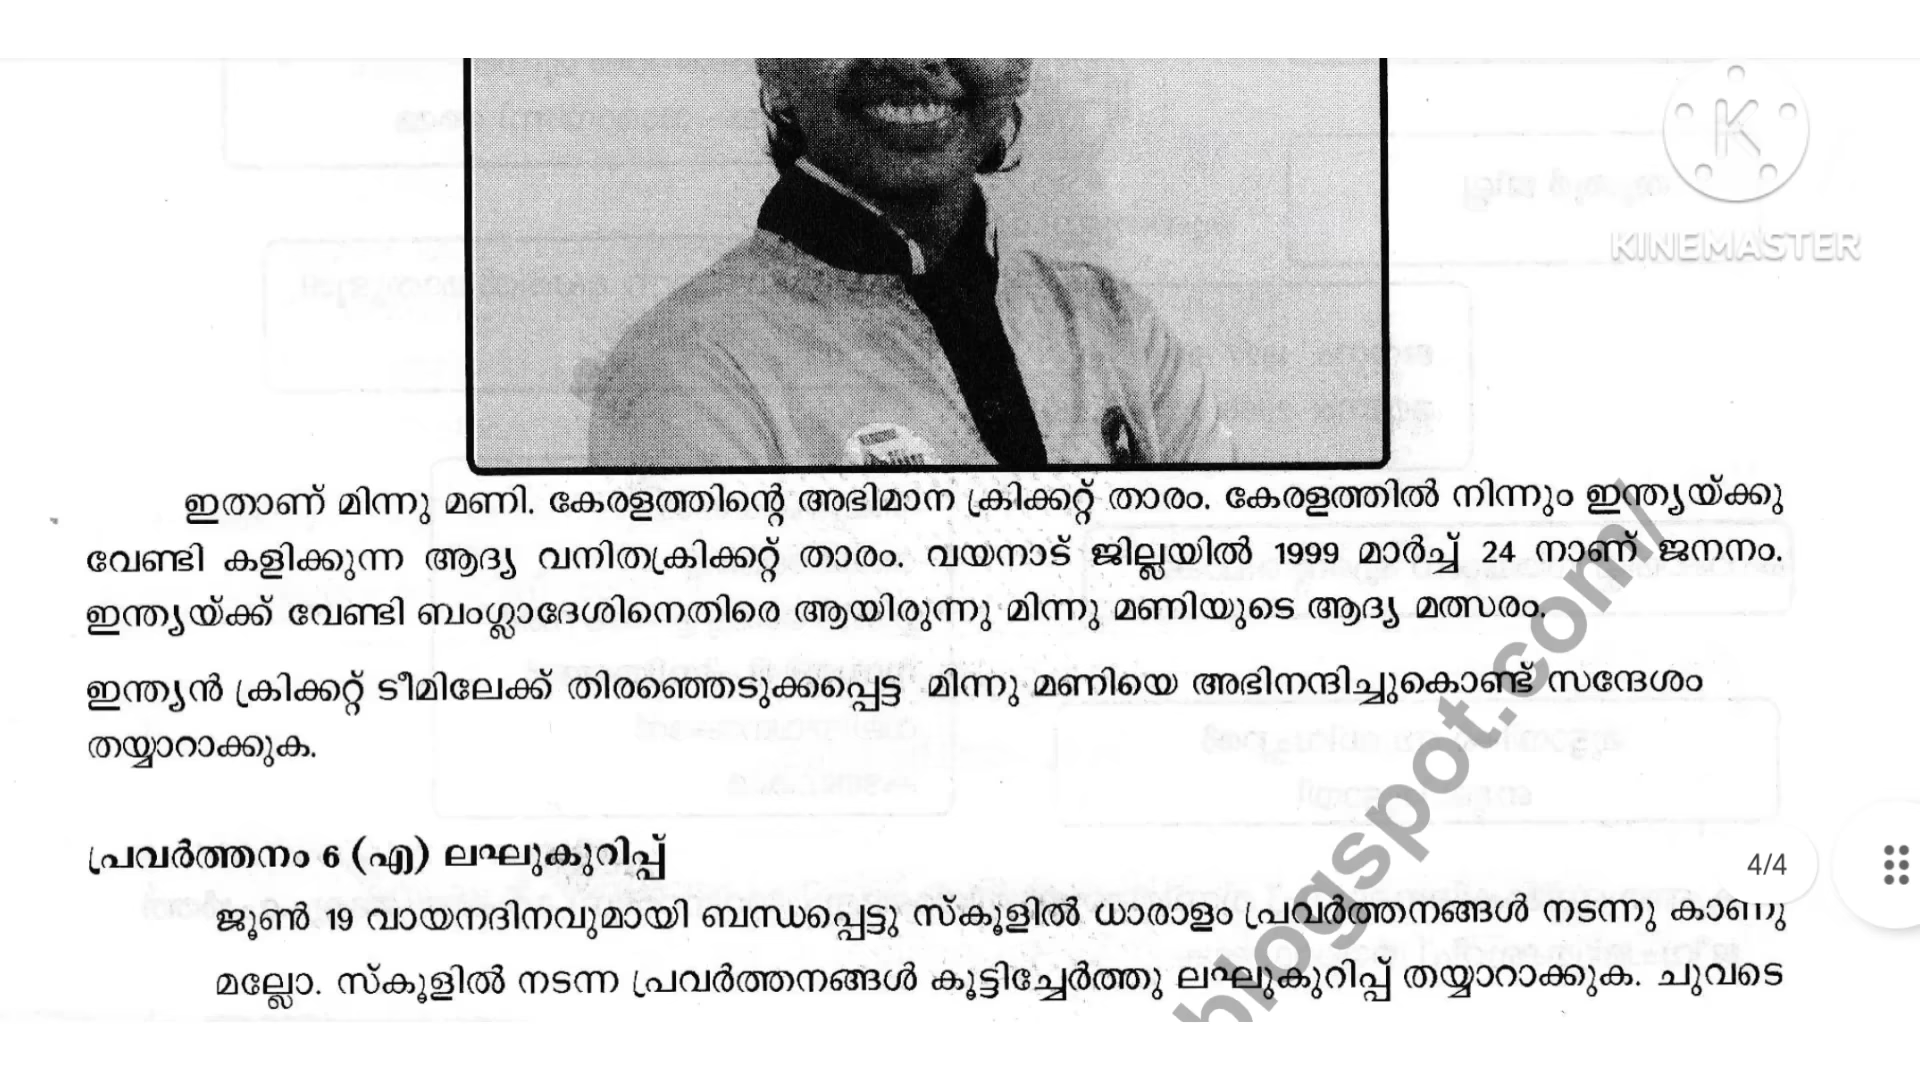 KINEMASTER
ഇതാണ് മിന്നു മണി. കേരളത്തിന്റെ അഭിമാന ക്രിക്കറ്റ് താരം. കേരളത്തിൽ നിന്നും ഇന്ത്യയ്ക്കു
വേണ്ടി കളിക്കുന്ന ആദ്യ വനിതക്രിക്കറ്റ് താരം. വയനാട് ജില്ലയിൽ 1999 മാർച്ച് 24 നാണ് ജനനം.
ഇന്ത്യയ്ക്ക് വേണ്ടി ബംഗ്ലാദേശിനെതിരെ ആയിരുന്നു മിന്നു മണിയുടെ ആദ്യ മത്സരം.
ഇന്ത്യൻ ക്രിക്കറ്റ് ടീമിലേക്ക് തിരഞ്ഞെടുക്കപ്പെട്ട മിന്നു മണിയെ അഭിനന്ദിച്ചുകൊണ്ട് സന്ദേശം
തയ്യാറാക്കുക.
പ്രവർത്തനം 6 (എ) ലഘുകുറിപ്പ്
4/4
ജൂൺ 19 വായനദിനവുമായി ബന്ധപ്പെട്ടു സ്കൂളിൽ ധാരാളം പ്രവർത്തനങ്ങൾ നടന്നു കാണു
മല്ലോ. സ്കൂളിൽ നടന്ന പ്രവർത്തനങ്ങൾ കൂട്ടിച്ചേർത്തു ലഘുകുറിപ്പ് തയ്യാറാക്കുക. ചുവടെ
blogspot.com/